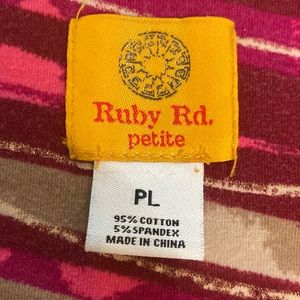 Ruby Rd.
petite
PL
95% COTTON
5% SPANDEX
MADE IN CHINA